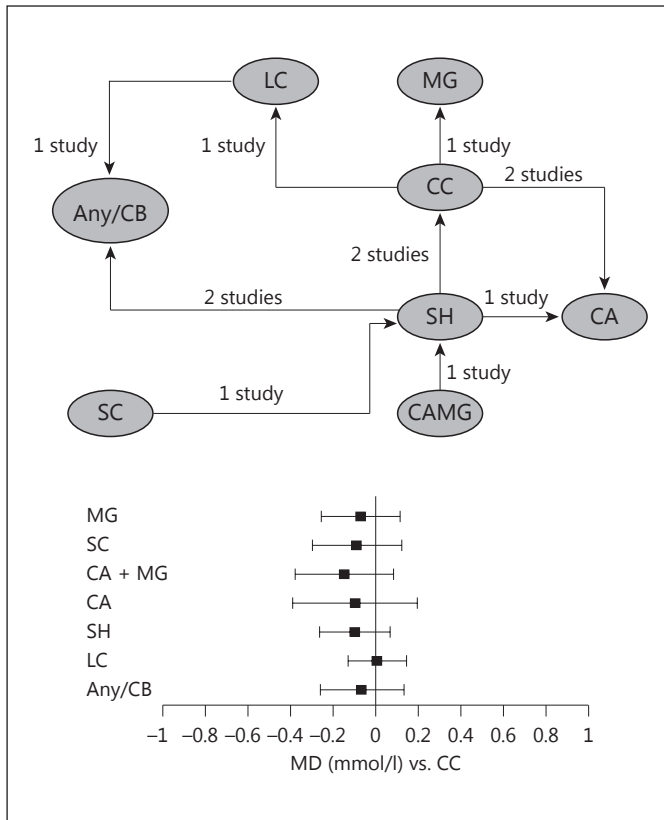 LC
MG
1 study
1 study
1 study
Any/CB
CC
2 studies
2 studies
2 studies
1 study
SH
CA
1 study
1 study
SC
CAMG
MG
SC
CA + MG
CA
SH
LC
Any/CB
–1 –0.8 –0.6 –0.4 –0.2 0 0.2 0.4 0.6 0.8 1
MD (mmol/l) vs. CC